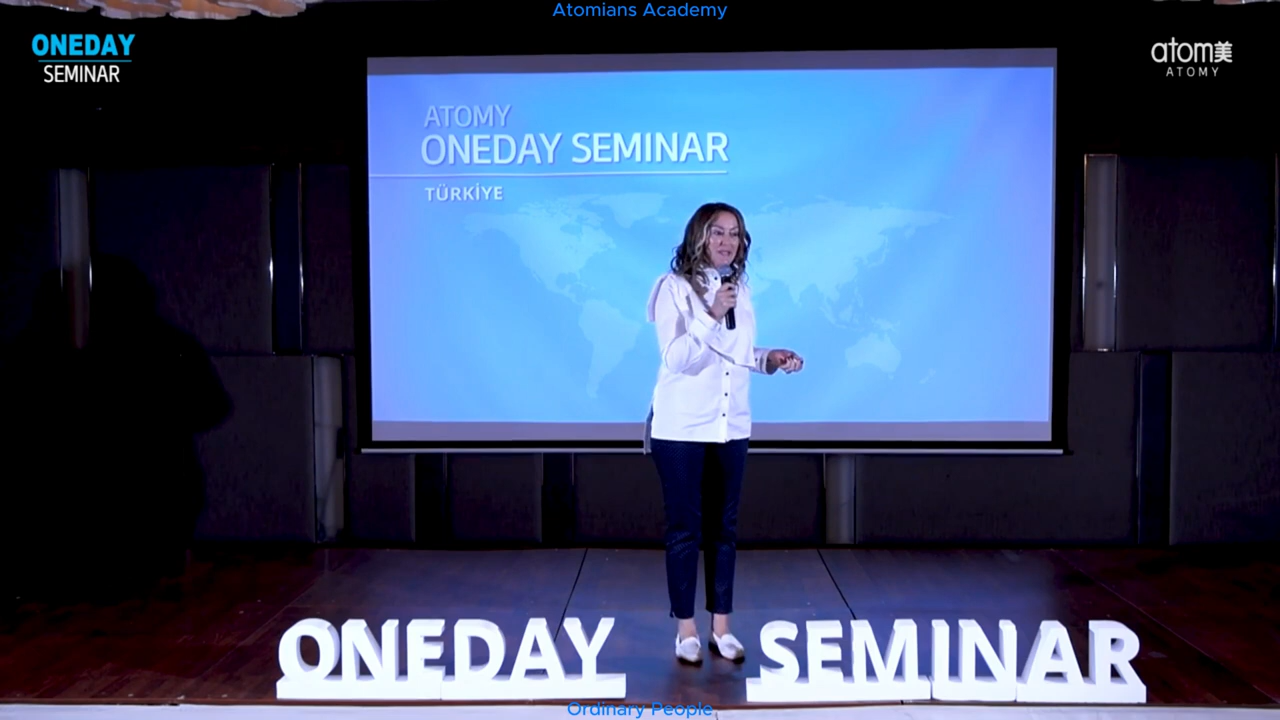 Atomians Academy
ONEDAY
SEMINAR
atom美
ATOMY
ATOMY
ONEDAY SEMINAR
TÜRKİYE
ONEDAY SEMINAR
Ordinary People